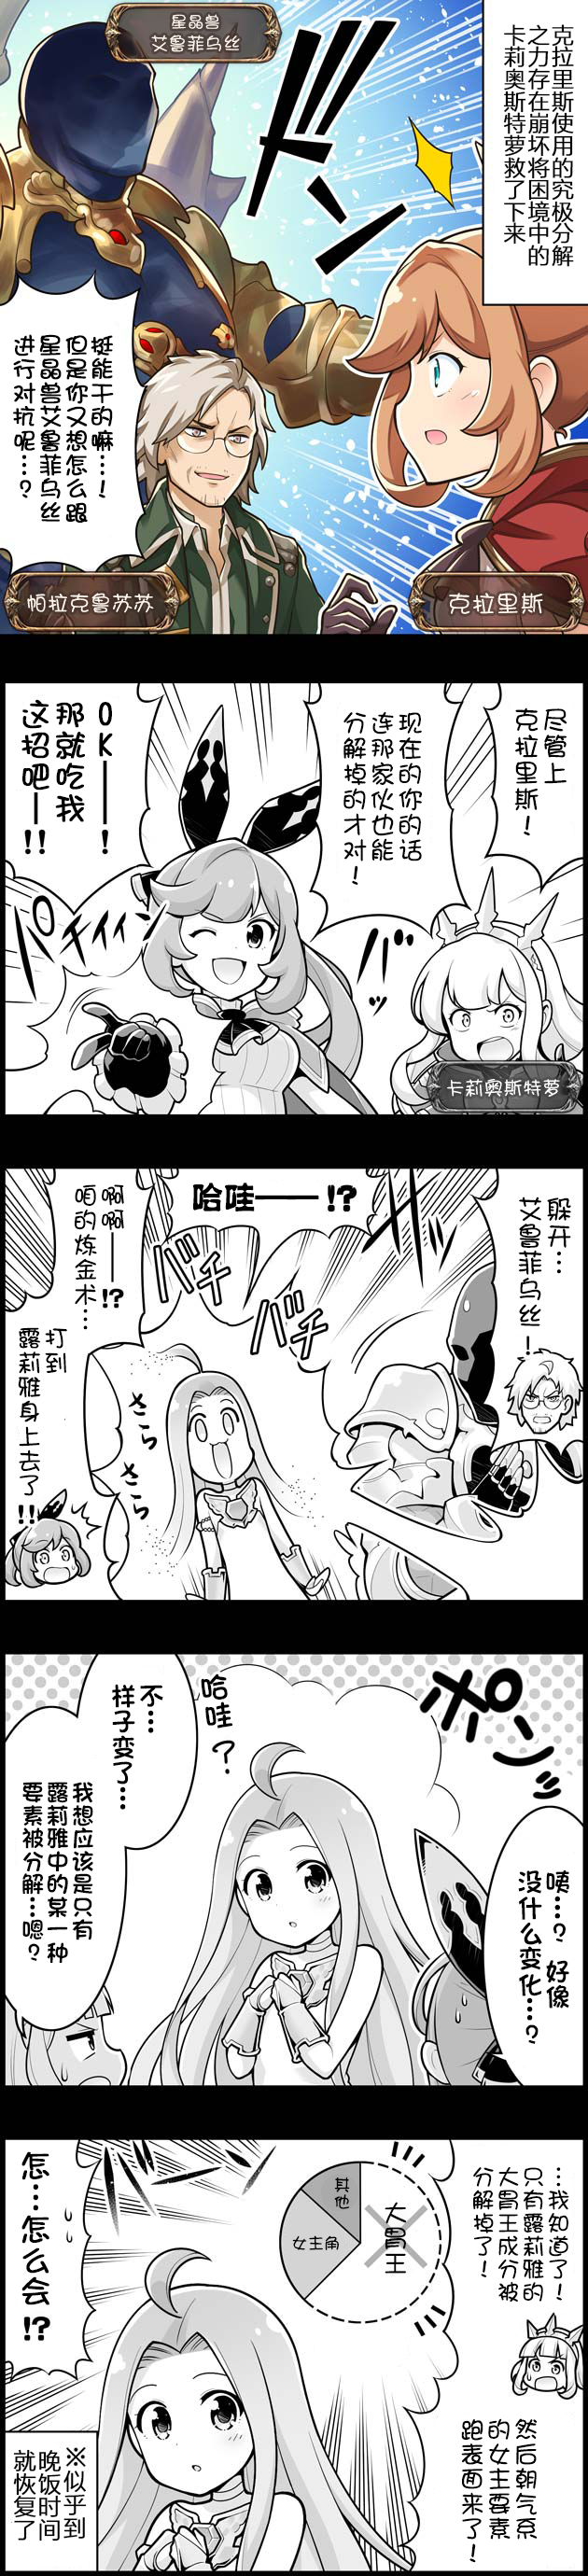 克拉里斯使用的究极分解
之力存在崩坏将困境中的
卡莉奥斯特萝救了下来
星晶兽
艾鲁菲乌丝
ドン
挺能干的嘛…！
但是你又想怎么跟
星晶兽艾鲁菲乌丝
进行对抗呢…？
帕拉克鲁苏苏
克拉里斯
尽管上
克拉里斯！
现在的你的话
连那家伙也能
分解掉的才对！
OK——！
那就吃我
这招吧—！！
バッ
パチイィィン
卡莉奥斯特萝
躲开…
艾鲁菲乌丝！
哈哇——！？
バチ
バチ
さら
さら
啊啊——！？
咱的炼金术…
打到
露莉雅身上去了！！
ポンッ
咦…？好像
没什么变化…？
哈哇？
不…
样子变了…
我想应该是只有
露莉雅中的某一种
要素被分解…嗯？
…我知道了！
只有露莉雅的
大胃王成分被
分解掉了！
大胃王
其他
女主角
然后朝气系
的女主要素
跑表面来了！
怎…怎么会！？
※似乎到
晚饭时间
就恢复了